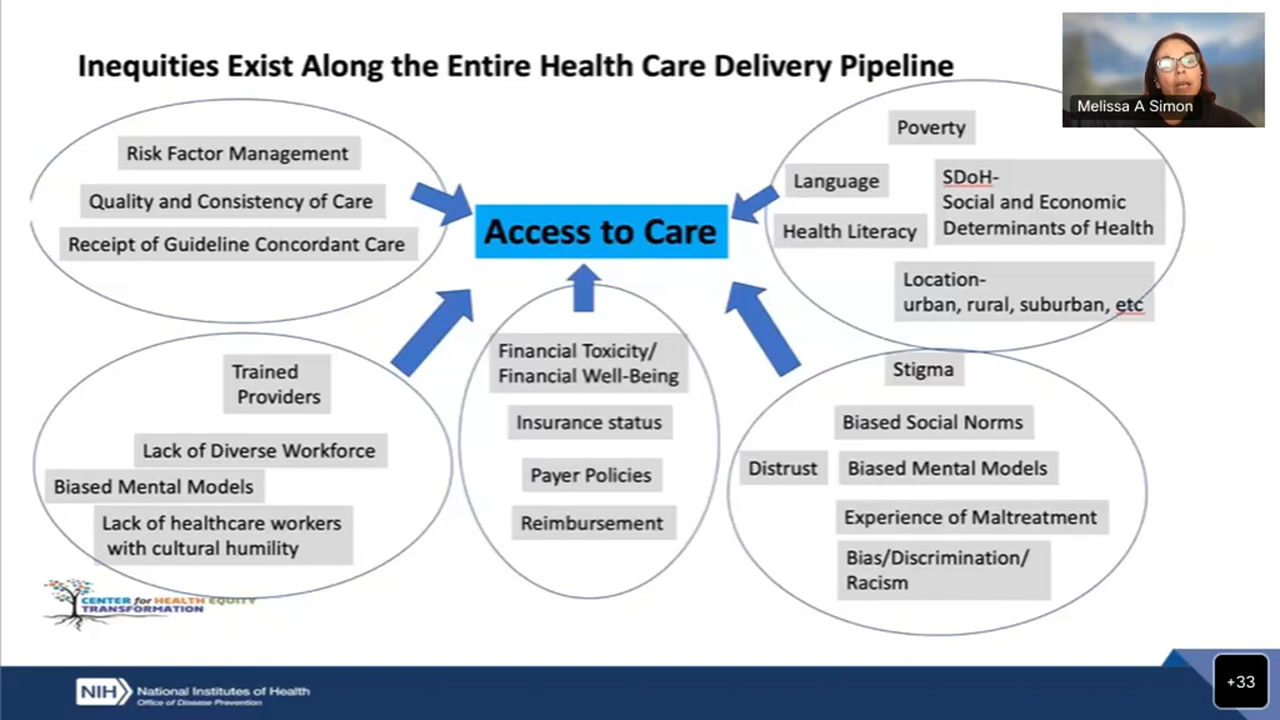 Inequities Exist Along the Entire Health Care Delivery Pipeline
Melissa A Simon
Risk Factor Management
Quality and Consistency of Care
Receipt of Guideline Concordant Care
Access to Care
Poverty
Language
SDoH-
Social and Economic
Determinants of Health
Health Literacy
Location-
urban, rural, suburban, etc
Trained
Providers
Lack of Diverse Workforce
Biased Mental Models
Lack of healthcare workers
with cultural humility
Financial Toxicity/
Financial Well-Being
Insurance status
Payer Policies
Reimbursement
Stigma
Biased Social Norms
Distrust
Biased Mental Models
Experience of Maltreatment
Bias/Discrimination/
Racism
CENTER for HEALTH EQUITY
TRANSFORMATION
NIH
National Institutes of Health
Office of Disease Prevention
+33